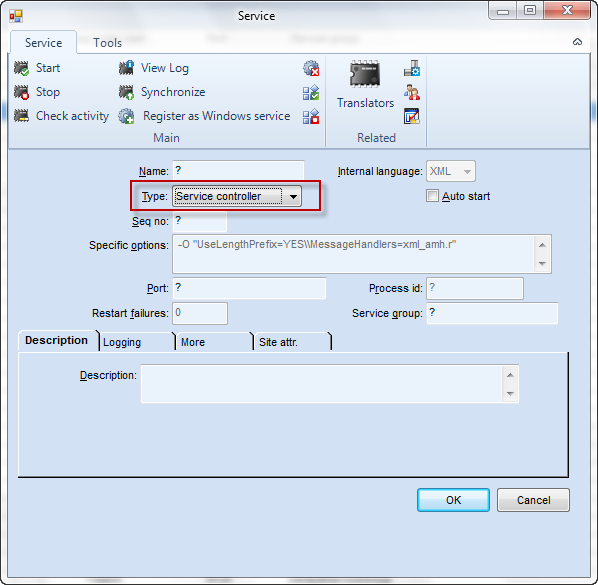 Service
Service Tools
Start View Log
Stop Synchronize Translators
Check activity Register as Windows service
Main Related
Name: ? Internal language: XML
Type: Service controller Auto start
Seq no: ?
Specific options: -O "UseLengthPrefix=YES\\MessageHandlers=xml_amh.r"
Port: ? Process id: ?
Restart failures: 0 Service group: ?
Description Logging More Site attr.
Description:
OK Cancel